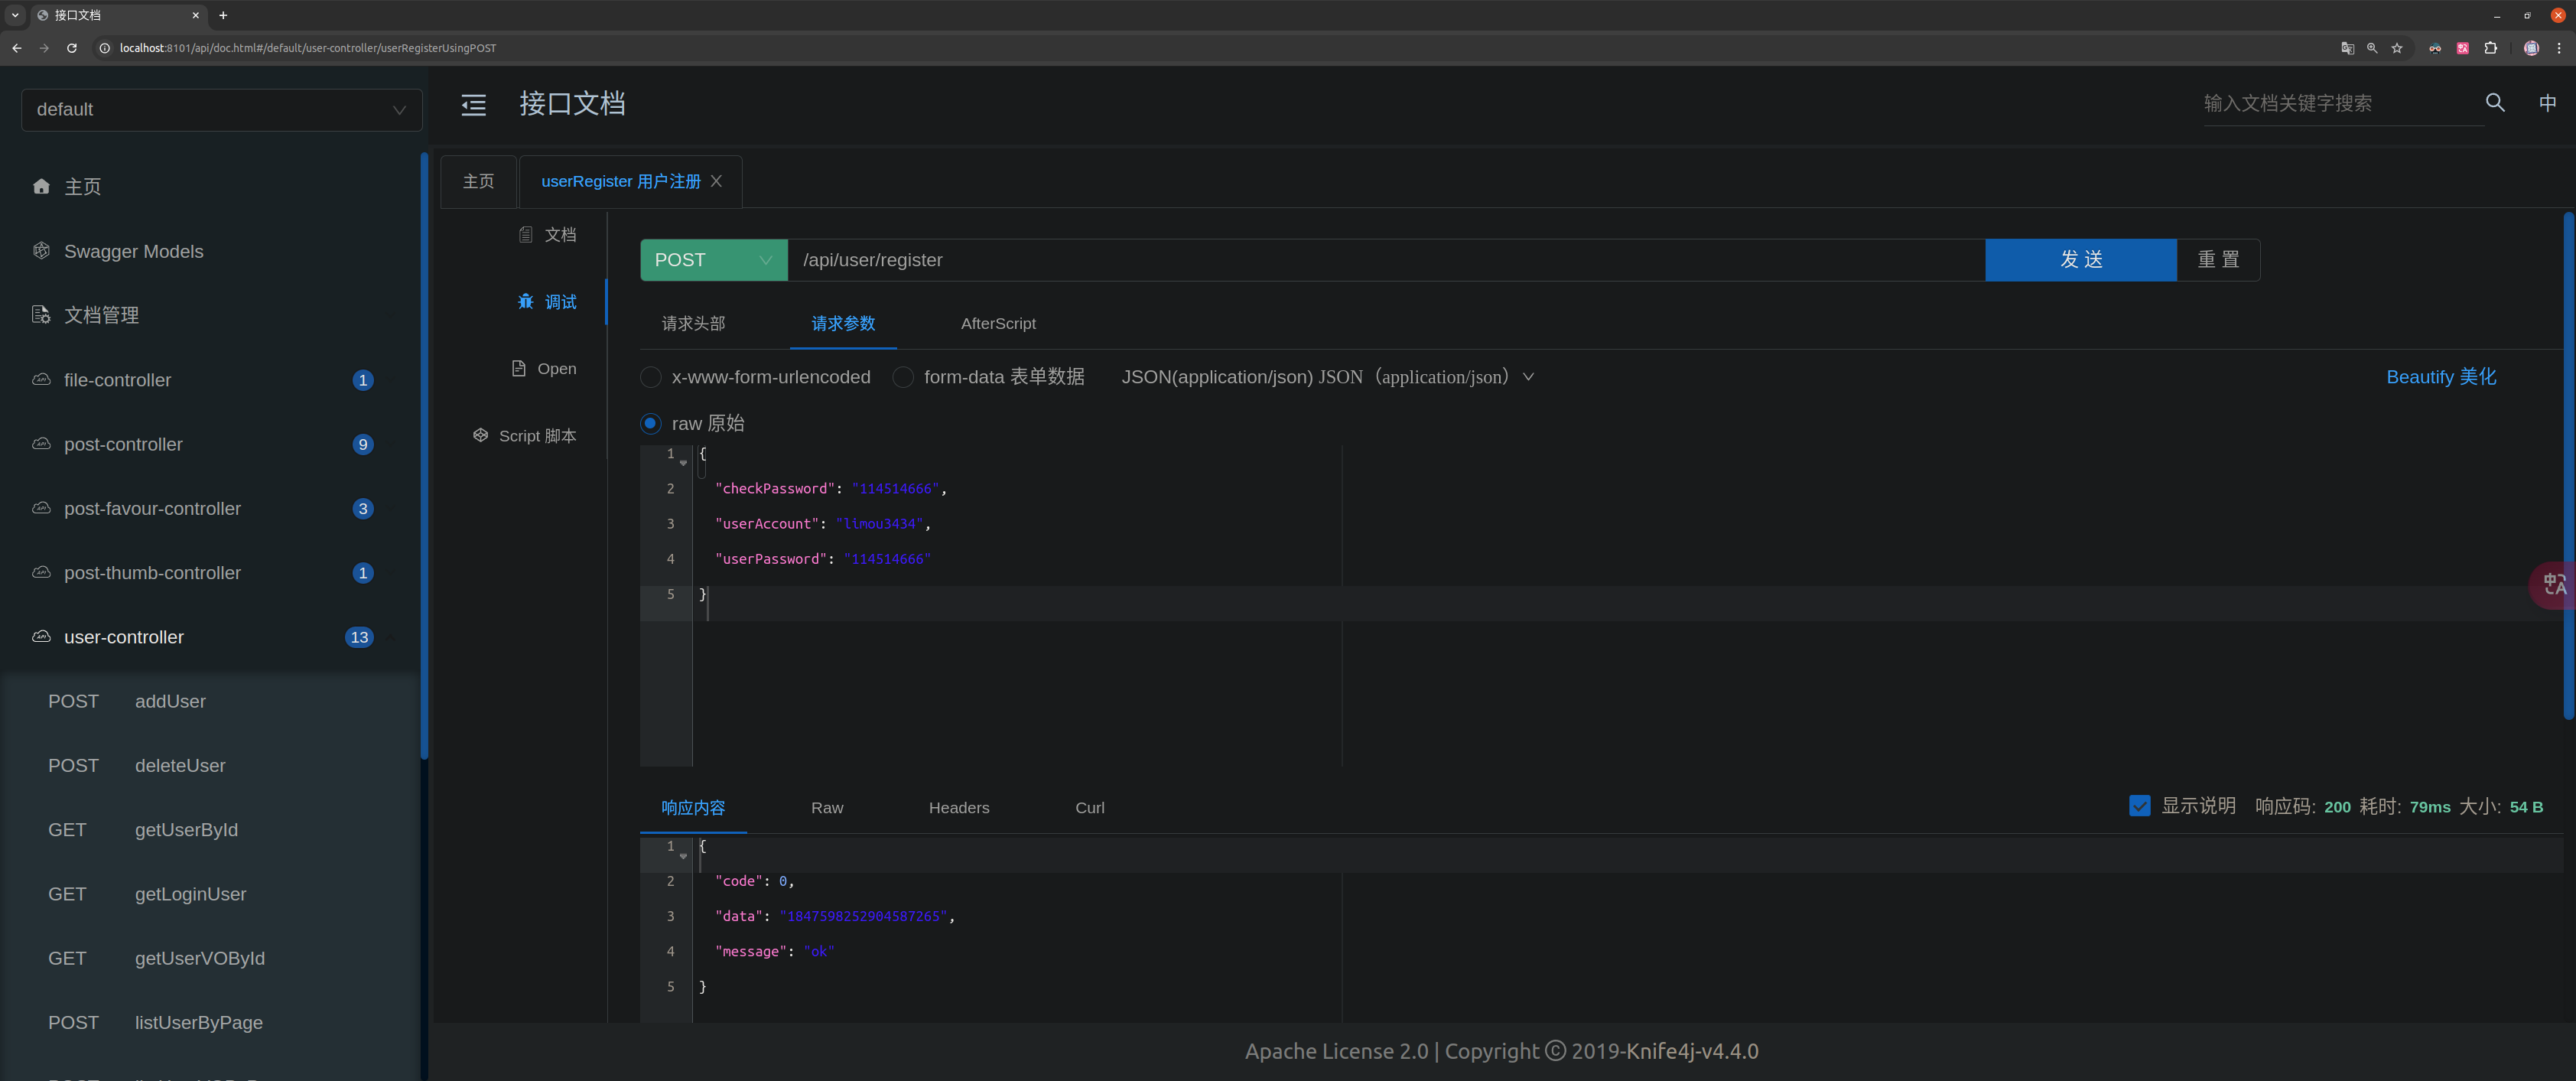 接口文档
localhost:8101/api/doc.html#/default/user-controller/userRegisterUsingPOST
default
主页
Swagger Models
文档管理
file-controller 1
post-controller 9
post-favour-controller 3
post-thumb-controller 1
user-controller 13
POST addUser
POST deleteUser
GET getUserById
GET getLoginUser
GET getUserVOById
POST listUserByPage
接口文档
输入文档关键字搜索
中
主页
userRegister 用户注册
文档
调试
Open
Script 脚本
POST /api/user/register 发 送 重 置
请求头部 请求参数 AfterScript
x-www-form-urlencoded form-data 表单数据 JSON(application/json) JSON（application/json） Beautify 美化
raw 原始
1 {
2 "checkPassword": "114514666",
3 "userAccount": "limou3434",
4 "userPassword": "114514666"
5 }
响应内容 Raw Headers Curl 显示说明 响应码: 200 耗时: 79ms 大小: 54 B
1 {
2 "code": 0,
3 "data": "1847598252904587265",
4 "message": "ok"
5 }
Apache License 2.0 | Copyright © 2019-Knife4j-v4.4.0